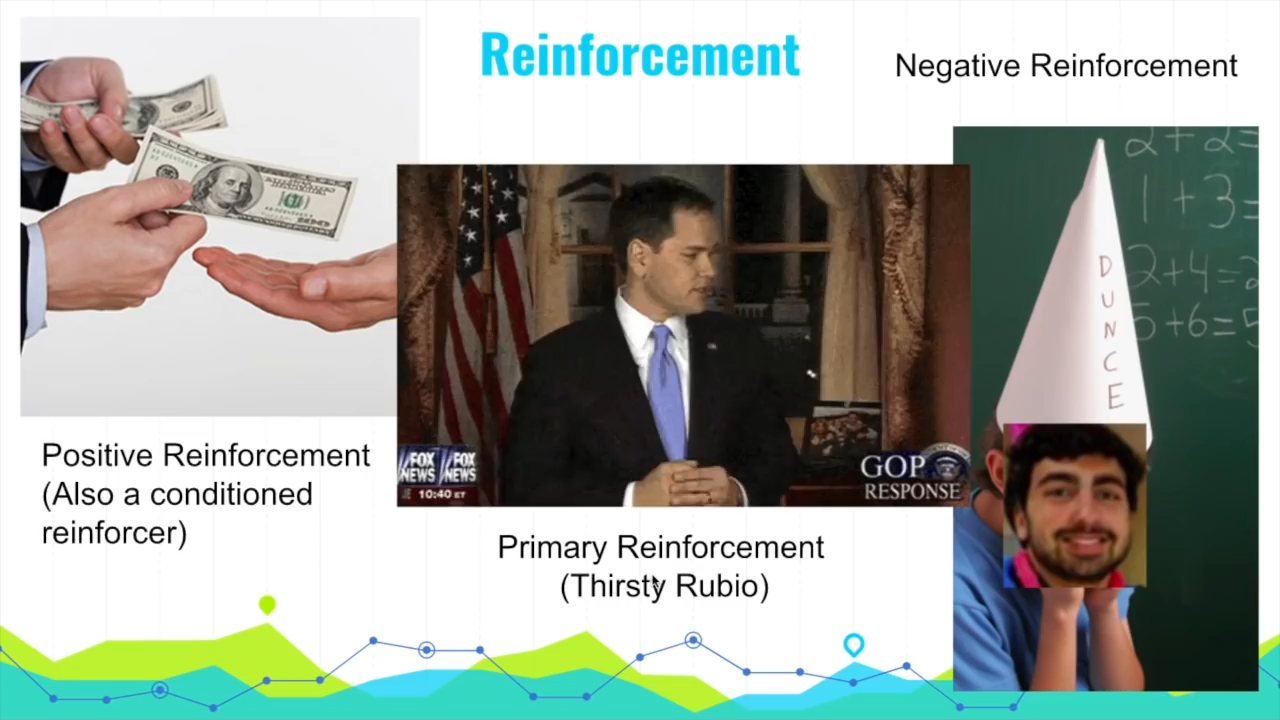 Reinforcement
Negative Reinforcement
Positive Reinforcement
(Also a conditioned
reinforcer)
FOX NEWS FOX NEWS
10:40 ET
GOP
RESPONSE
Primary Reinforcement
(Thirsty Rubio)
2+2=
1+3=
2+4=
5+6=
DUNCE
100